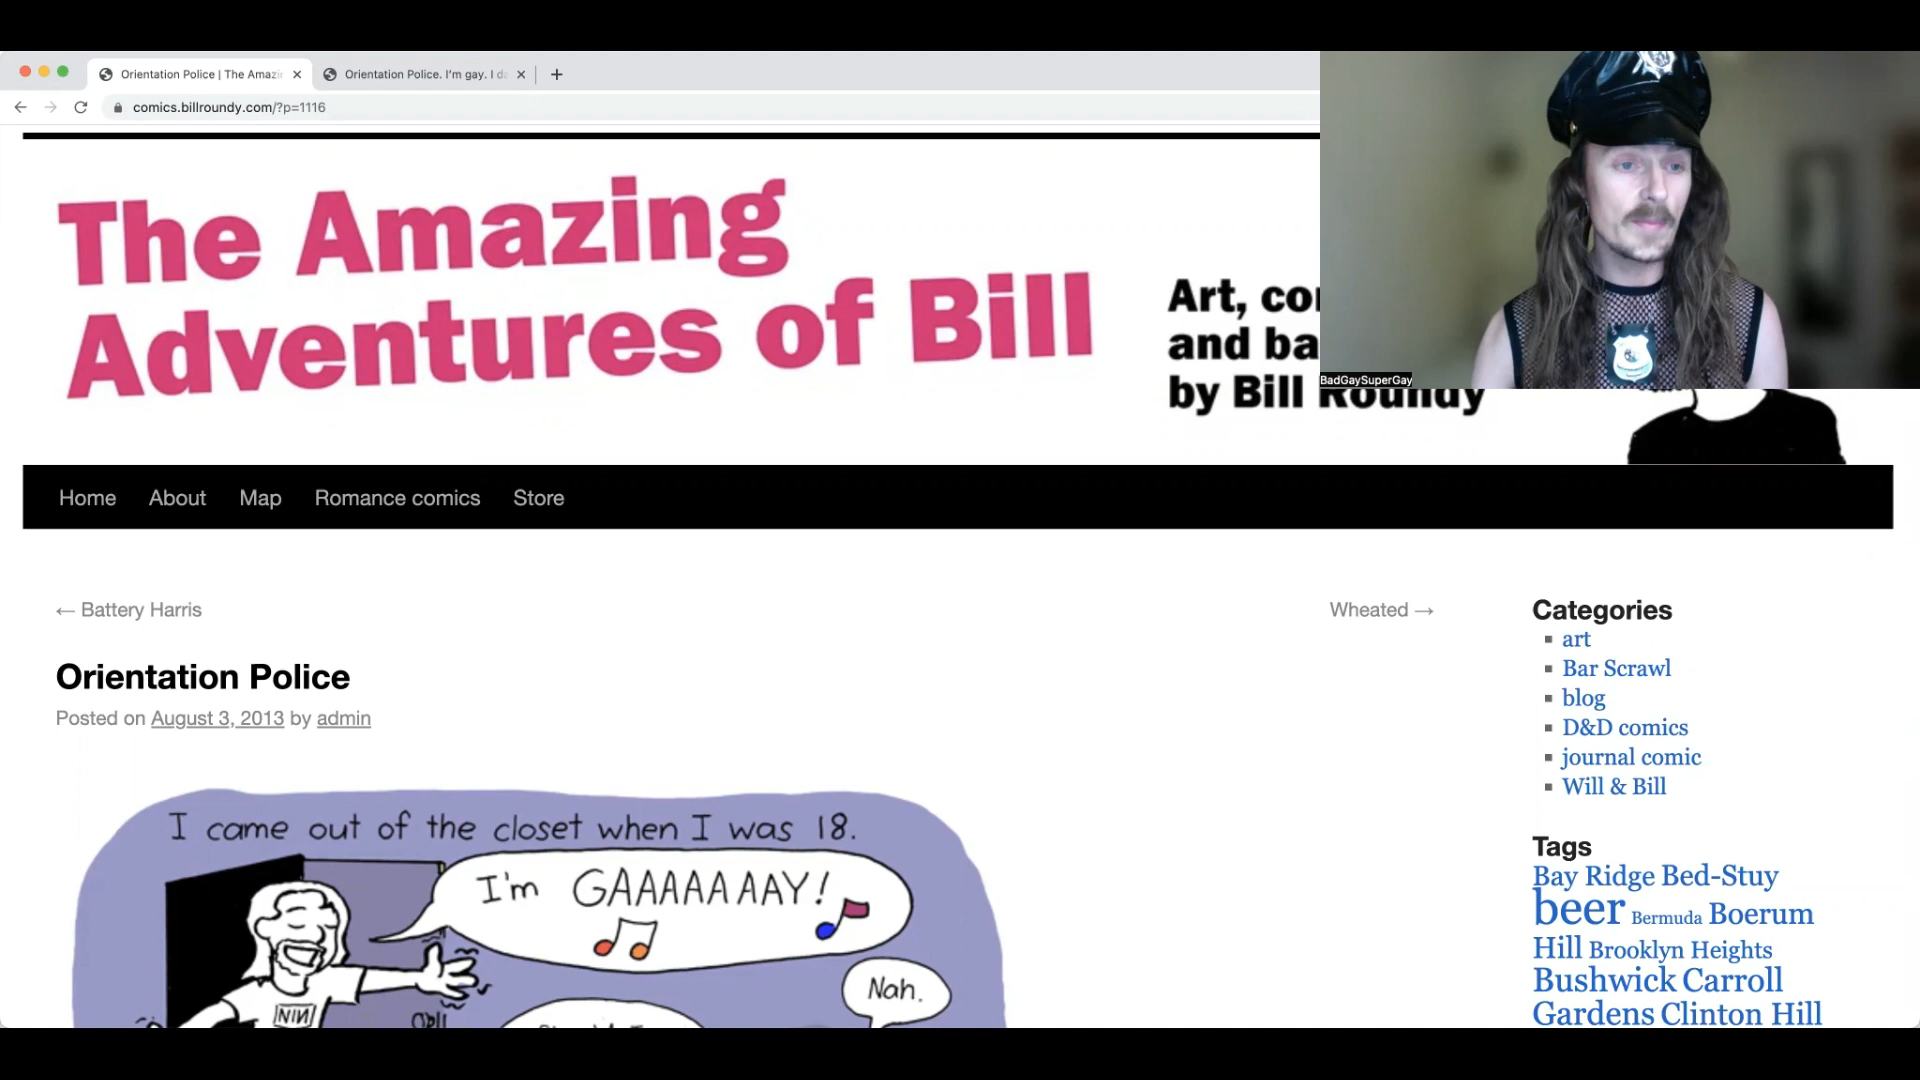 Orientation Police | The Amazi
Orientation Police. I'm gay. I da
comics.billroundy.com/?p=1116
BadGaySuperGay
The Amazing
Adventures of Bill
Art, co
and ba
by Bill Roundy
Home About Map Romance comics Store
← Battery Harris
Wheated →
Orientation Police
Posted on August 3, 2013 by admin
I came out of the closet when I was 18.
I'm GAAAAAAAY!
Nah.
NIN
Categories
art
Bar Scrawl
blog
D&D comics
journal comic
Will & Bill
Tags
Bay Ridge Bed-Stuy
beer Bermuda Boerum
Hill Brooklyn Heights
Bushwick Carroll
Gardens Clinton Hill